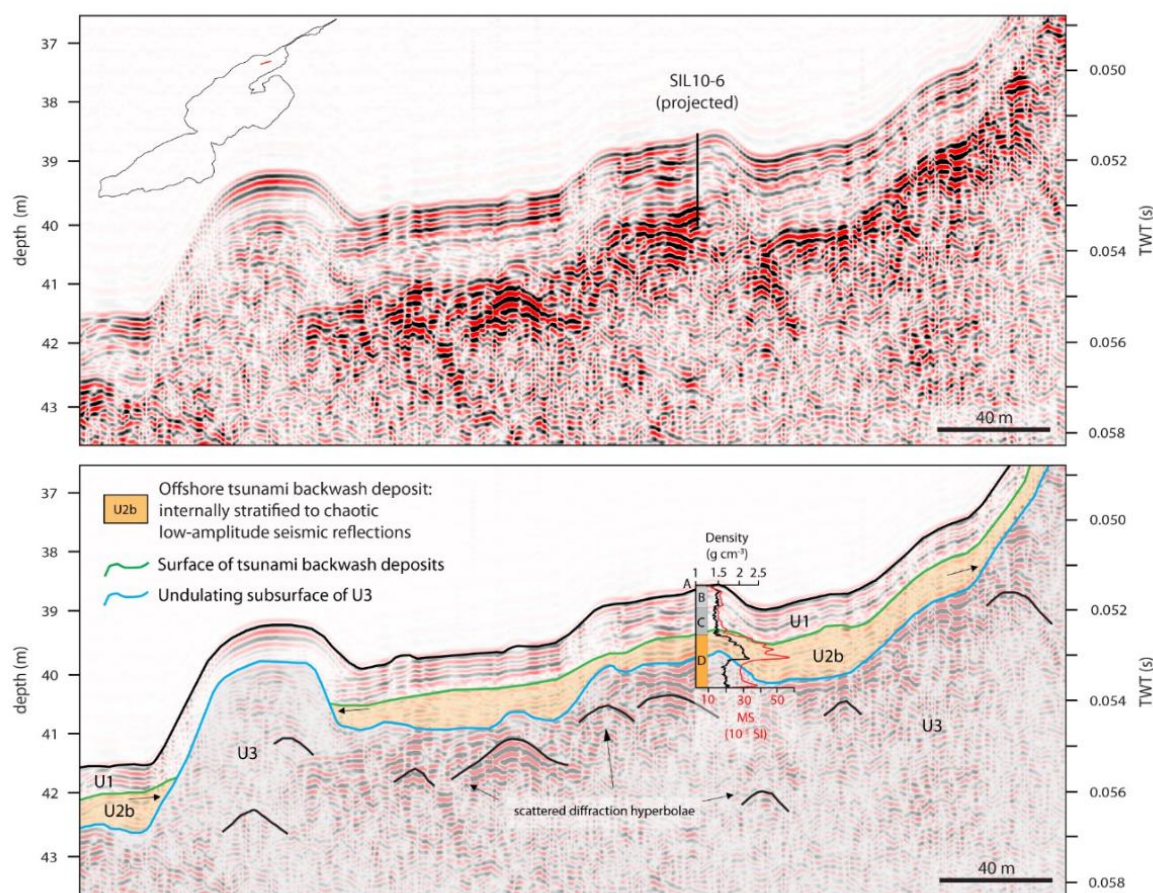 37
38
39
40
41
42
43
depth (m)
SIL10-6
(projected)
0.050
0.052
0.054
0.056
0.058
TWT (s)
40 m
37
38
39
40
41
42
43
depth (m)
U2b
Offshore tsunami backwash deposit:
internally stratified to chaotic
low-amplitude seismic reflections
Surface of tsunami backwash deposits
Undulating subsurface of U3
Density
(g cm⁻³)
1 1.5 2 2.5
A
B
C
D
10 30 50
MS
(10⁻⁵ SI)
U1
U2b
U3
U3
U1
U2b
scattered diffraction hyperbolae
0.050
0.052
0.054
0.056
0.058
TWT (s)
40 m